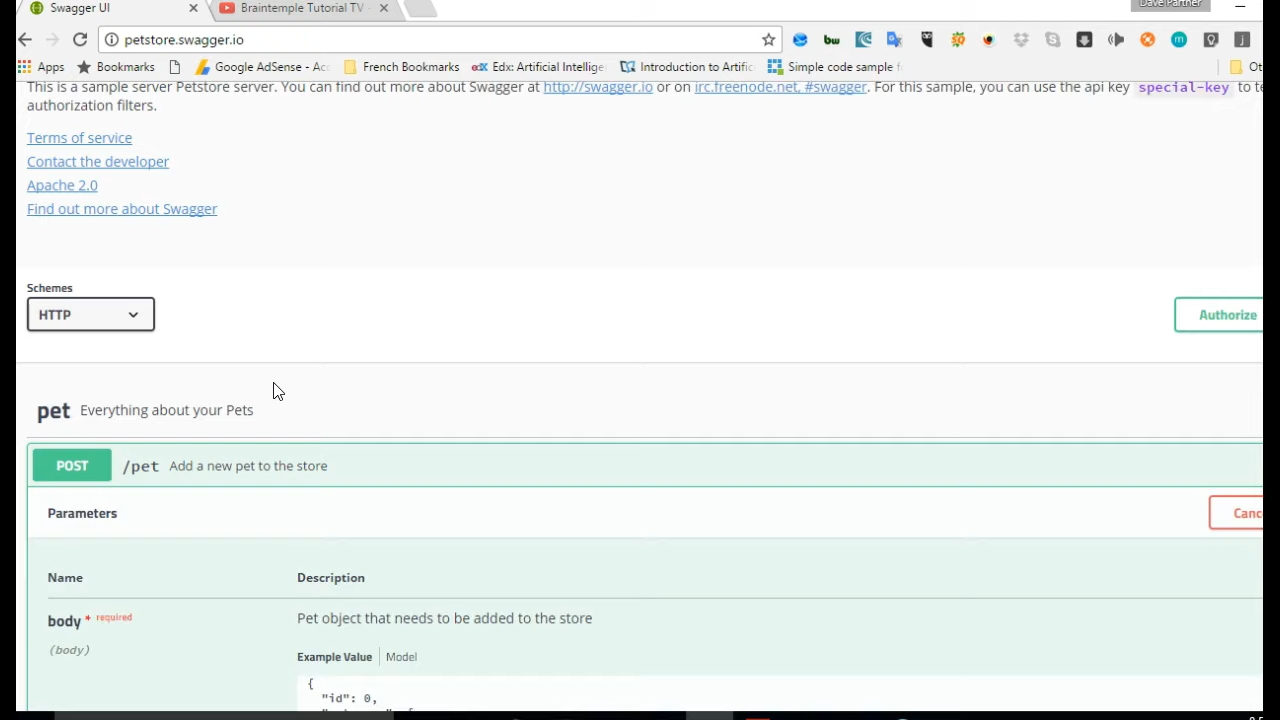 Swagger UI
Braintemple Tutorial TV
Dave Partner
petstore.swagger.io
Apps
Bookmarks
Google AdSense - Acc
French Bookmarks
Edx: Artificial Intellige
Introduction to Artific
Simple code sample f
Ot
This is a sample server Petstore server. You can find out more about Swagger at http://swagger.io or on irc.freenode.net, #swagger. For this sample, you can use the api key special-key to te
authorization filters.
Terms of service
Contact the developer
Apache 2.0
Find out more about Swagger
Schemes
HTTP
Authorize
pet Everything about your Pets
POST /pet Add a new pet to the store
Parameters
Canc
Name Description
body * required
Pet object that needs to be added to the store
(body)
Example Value Model
{
"id": 0,